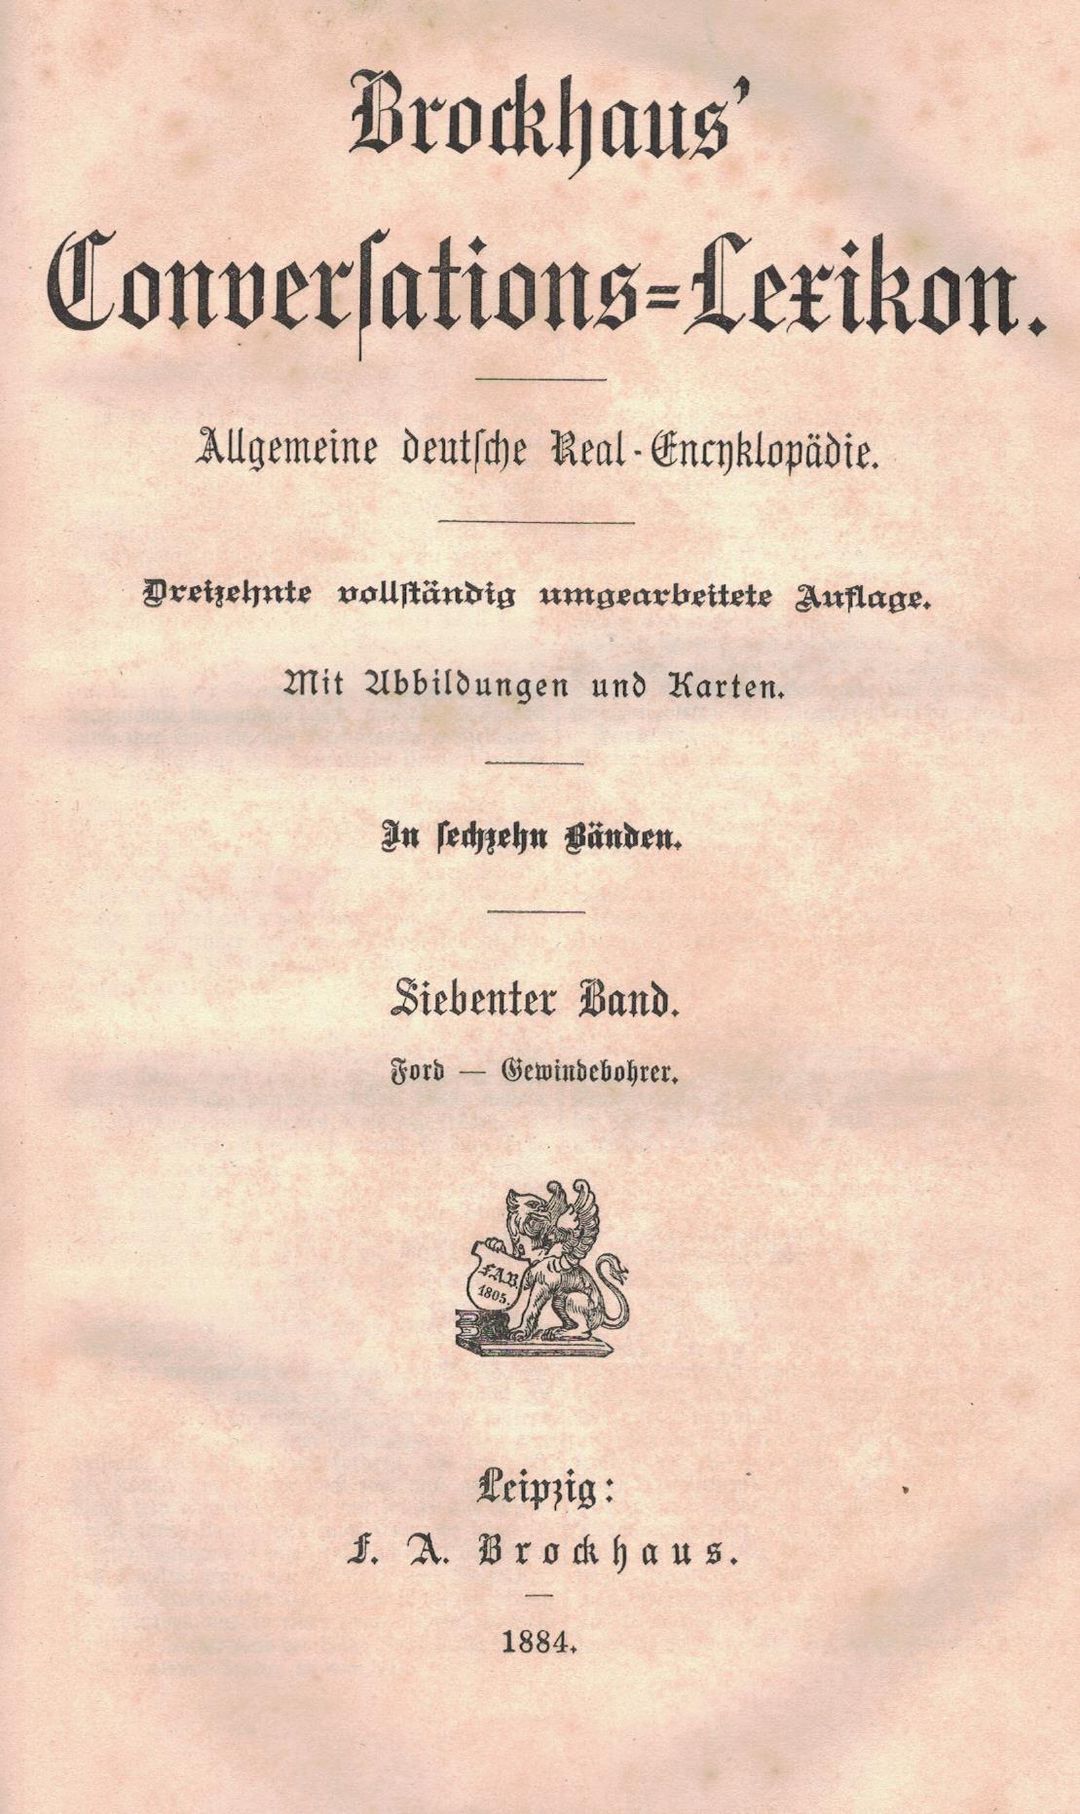 Brockhaus’
Converſations=Lexikon.
Allgemeine deutſche Real-Encyklopädie.
Dreizehnte vollſtändig umgearbeitete Auflage.
Mit Abbildungen und Karten.
In ſechzehn Bänden.
Siebenter Band.
Ford — Gewindebohrer.
F.A.B.
1805.
Leipzig:
F. A. Brockhaus.
1884.